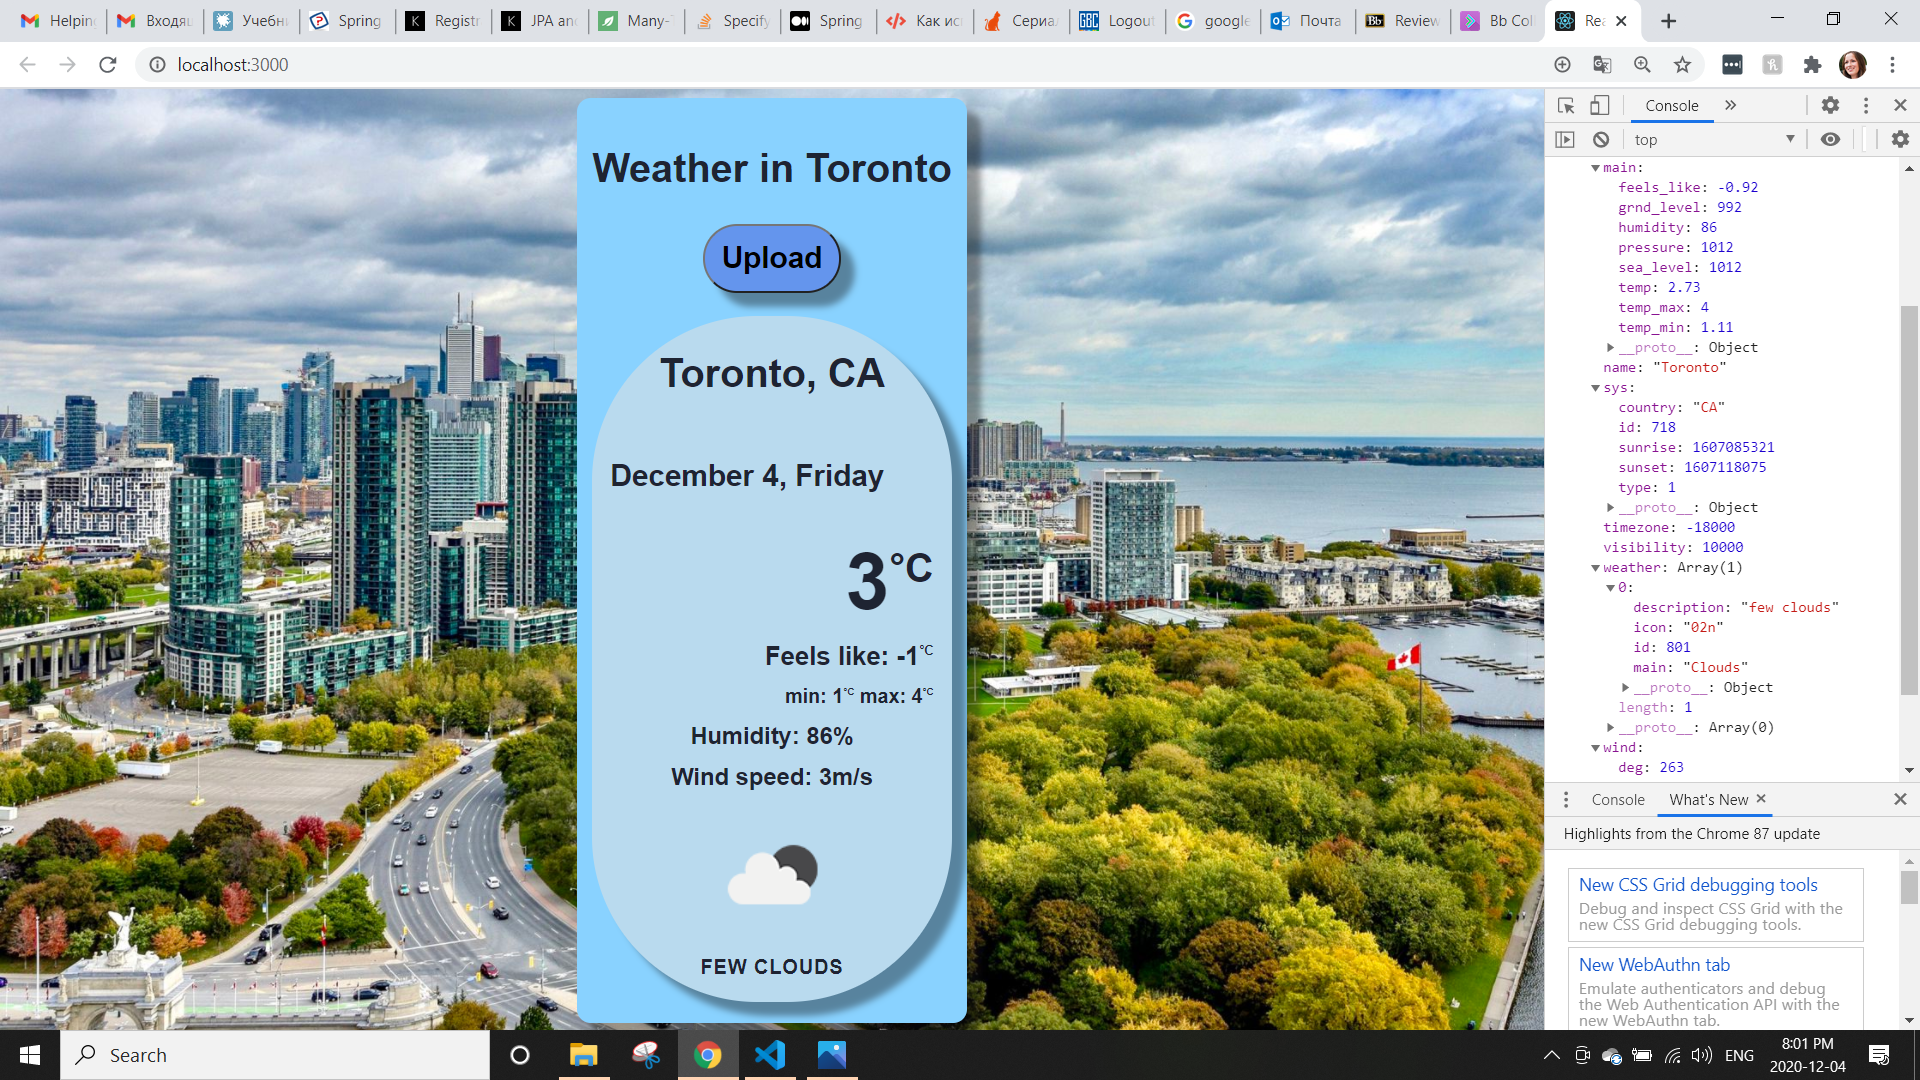 Helping
Входящ
Учебни
Spring
Registr
JPA and
Many-T
Specify
Spring
Как исп
Сериал
Logout
google
Почта
Review
Bb Coll
Rea
localhost:3000
Weather in Toronto
Upload
Toronto, CA
December 4, Friday
3°C
Feels like: -1°C
min: 1°C max: 4°C
Humidity: 86%
Wind speed: 3m/s
FEW CLOUDS
Console
top
main:
feels_like: -0.92
grnd_level: 992
humidity: 86
pressure: 1012
sea_level: 1012
temp: 2.73
temp_max: 4
temp_min: 1.11
__proto__: Object
name: "Toronto"
sys:
country: "CA"
id: 718
sunrise: 1607085321
sunset: 1607118075
type: 1
__proto__: Object
timezone: -18000
visibility: 10000
weather: Array(1)
0:
description: "few clouds"
icon: "02n"
id: 801
main: "Clouds"
__proto__: Object
length: 1
__proto__: Array(0)
wind:
deg: 263
Console What's New
Highlights from the Chrome 87 update
New CSS Grid debugging tools
Debug and inspect CSS Grid with the
new CSS Grid debugging tools.
New WebAuthn tab
Emulate authenticators and debug
the Web Authentication API with the
new WebAuthn tab.
Search
ENG
8:01 PM
2020-12-04